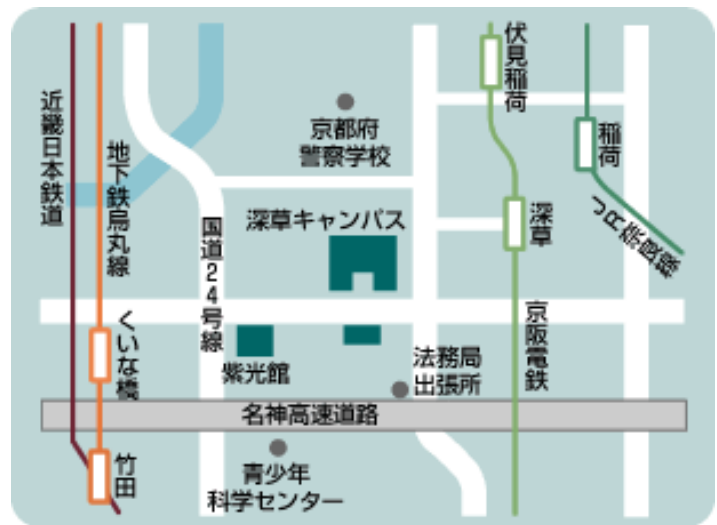 伏見稲荷
近畿日本鉄道
地下鉄烏丸線
京都府
警察学校
稲荷
深草
JR奈良線
国道24号線
深草キャンパス
くいな橋
紫光館
京阪電鉄
法務局
出張所
名神高速道路
竹田
青少年
科学センター